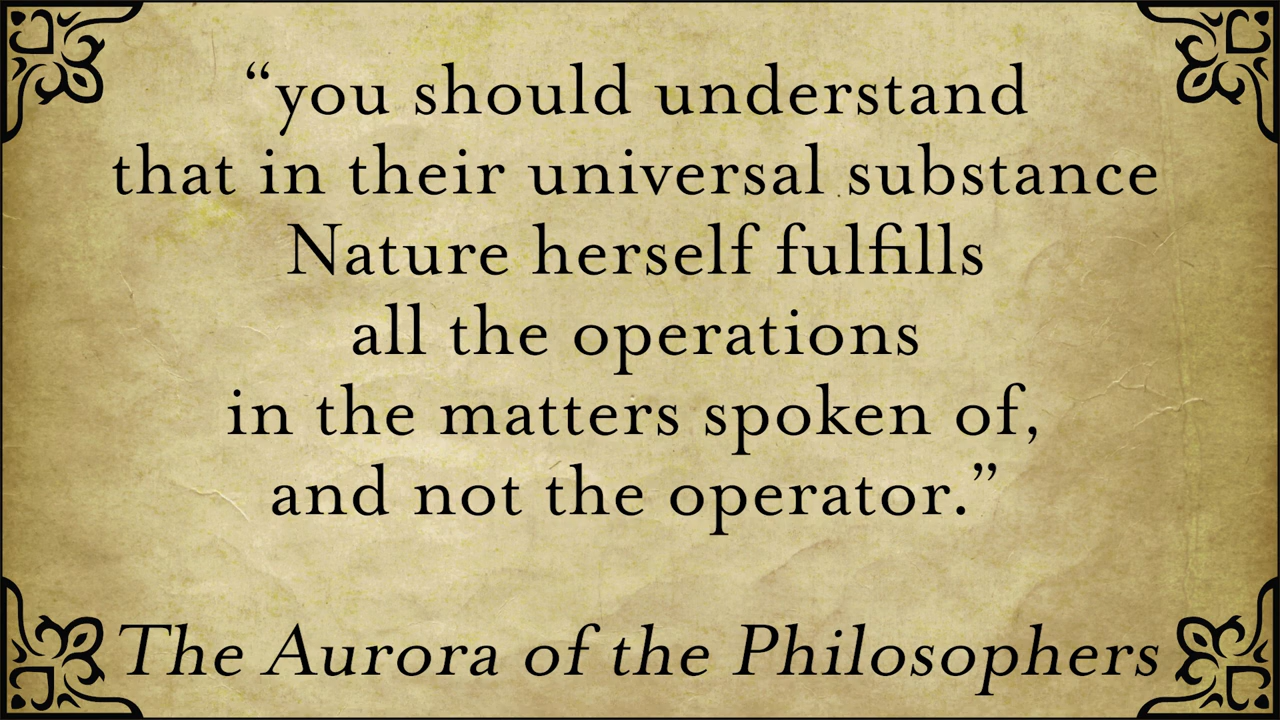 “you should understand
that in their universal substance
Nature herself fulfills
all the operations
in the matters spoken of,
and not the operator.”
The Aurora of the Philosophers